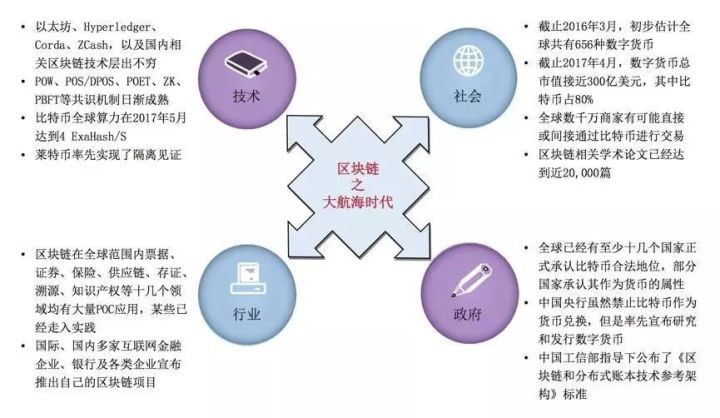 • 以太坊、Hyperledger、
Corda、ZCash，以及国内相
关区块链技术层出不穷
• POW、POS/DPOS、POET、ZK、
PBFT等共识机制日渐成熟
• 比特币全球算力在2017年5月
达到4 ExaHash/S
• 莱特币率先实现了隔离见证
技术
社会
• 截止2016年3月，初步估计全
球共有656种数字货币
• 截止2017年4月，数字货币总
市值接近300亿美元，其中比
特币占80%
• 全球数千万商家有可能直接
或间接通过比特币进行交易
• 区块链相关学术论文已经达
到近20,000篇
区块链
之
大航海时代
• 区块链在全球范围内票据、
证券、保险、供应链、存证、
溯源、知识产权等十几个领
域均有大量POC应用，某些已
经走入实践
• 国际、国内多家互联网金融
企业、银行及各类企业宣布
推出自己的区块链项目
行业
政府
• 全球已经有至少十几个国家正
式承认比特币合法地位，部分
国家承认其作为货币的属性
• 中国央行虽然禁止比特币作为
货币兑换，但是率先宣布研究
和发行数字货币
• 中国工信部指导下公布了《区
块链和分布式账本技术参考架
构》标准